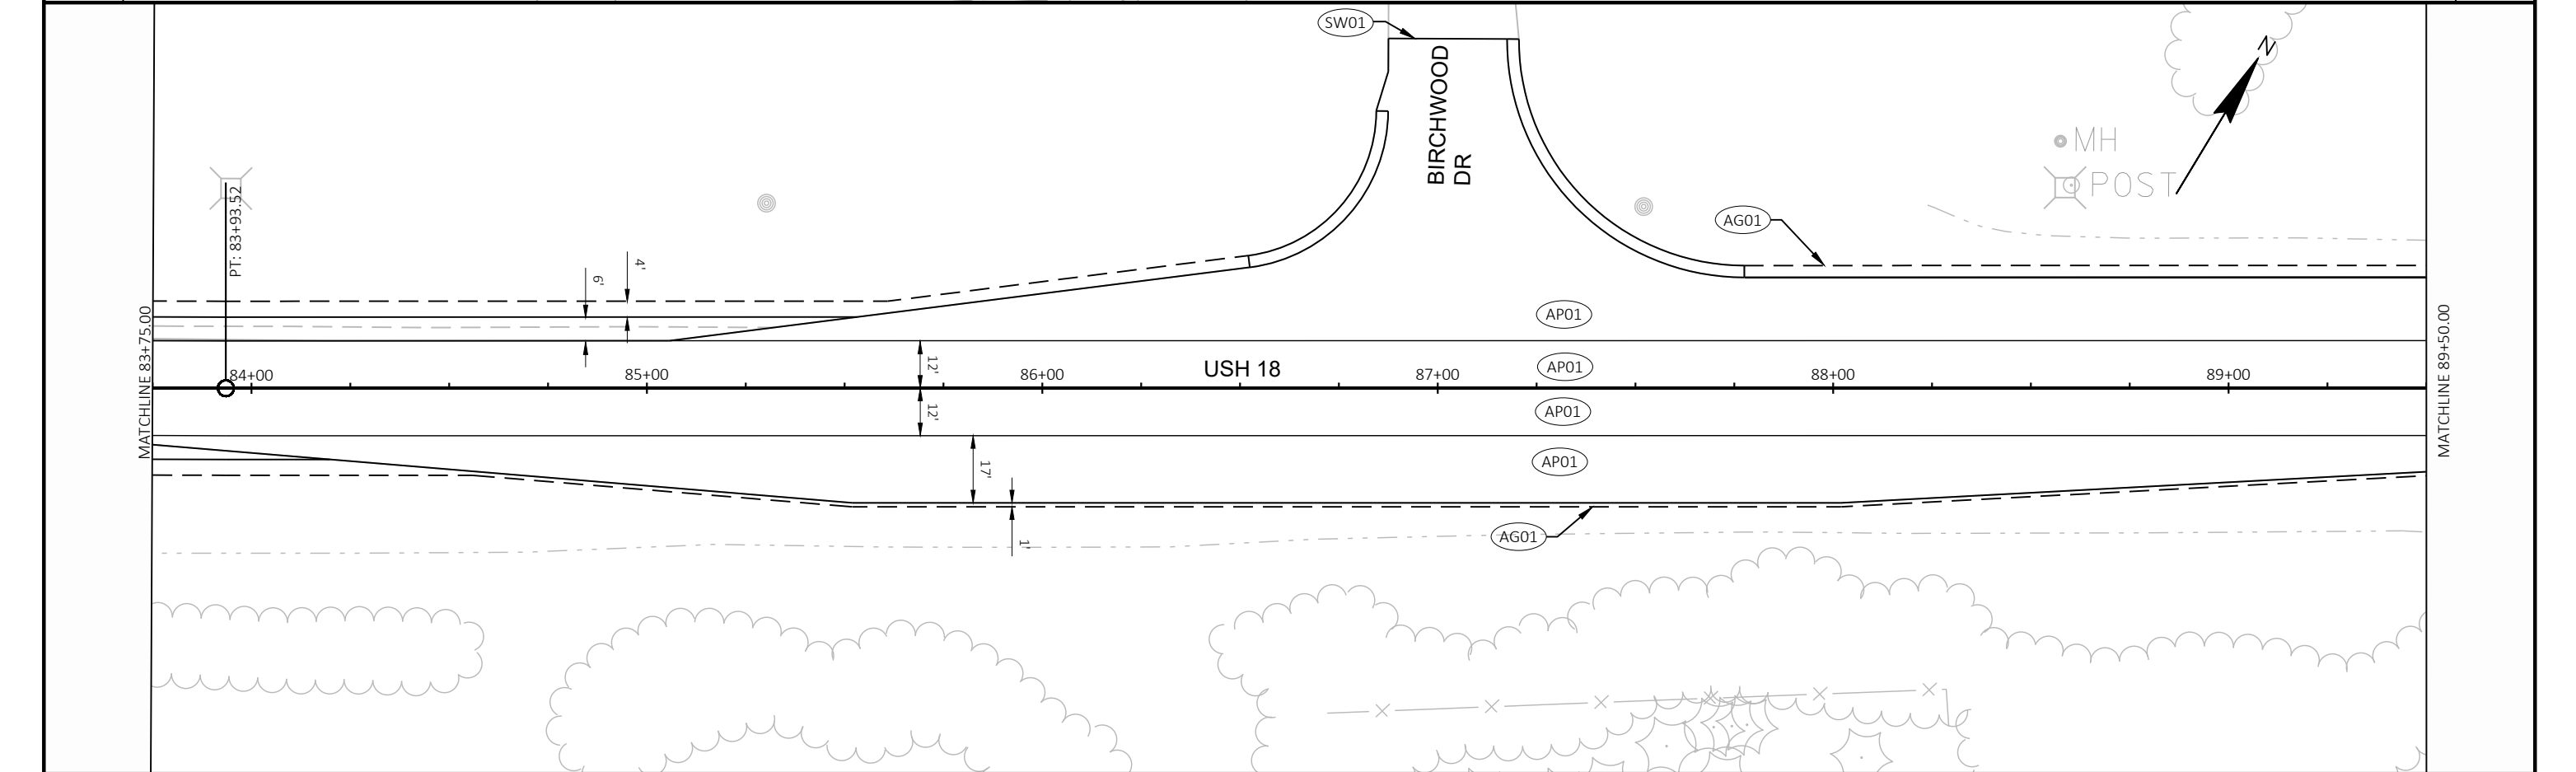 SW01
N
BIRCHWOOD
DR
MH
POST
PT: 83+93.52
AG01
4'
6'
MATCHLINE 83+75.00
MATCHLINE 89+50.00
AP01
12'
USH 18
AP01
84+00
85+00
86+00
87+00
88+00
89+00
12'
AP01
17'
AP01
AG01
1'